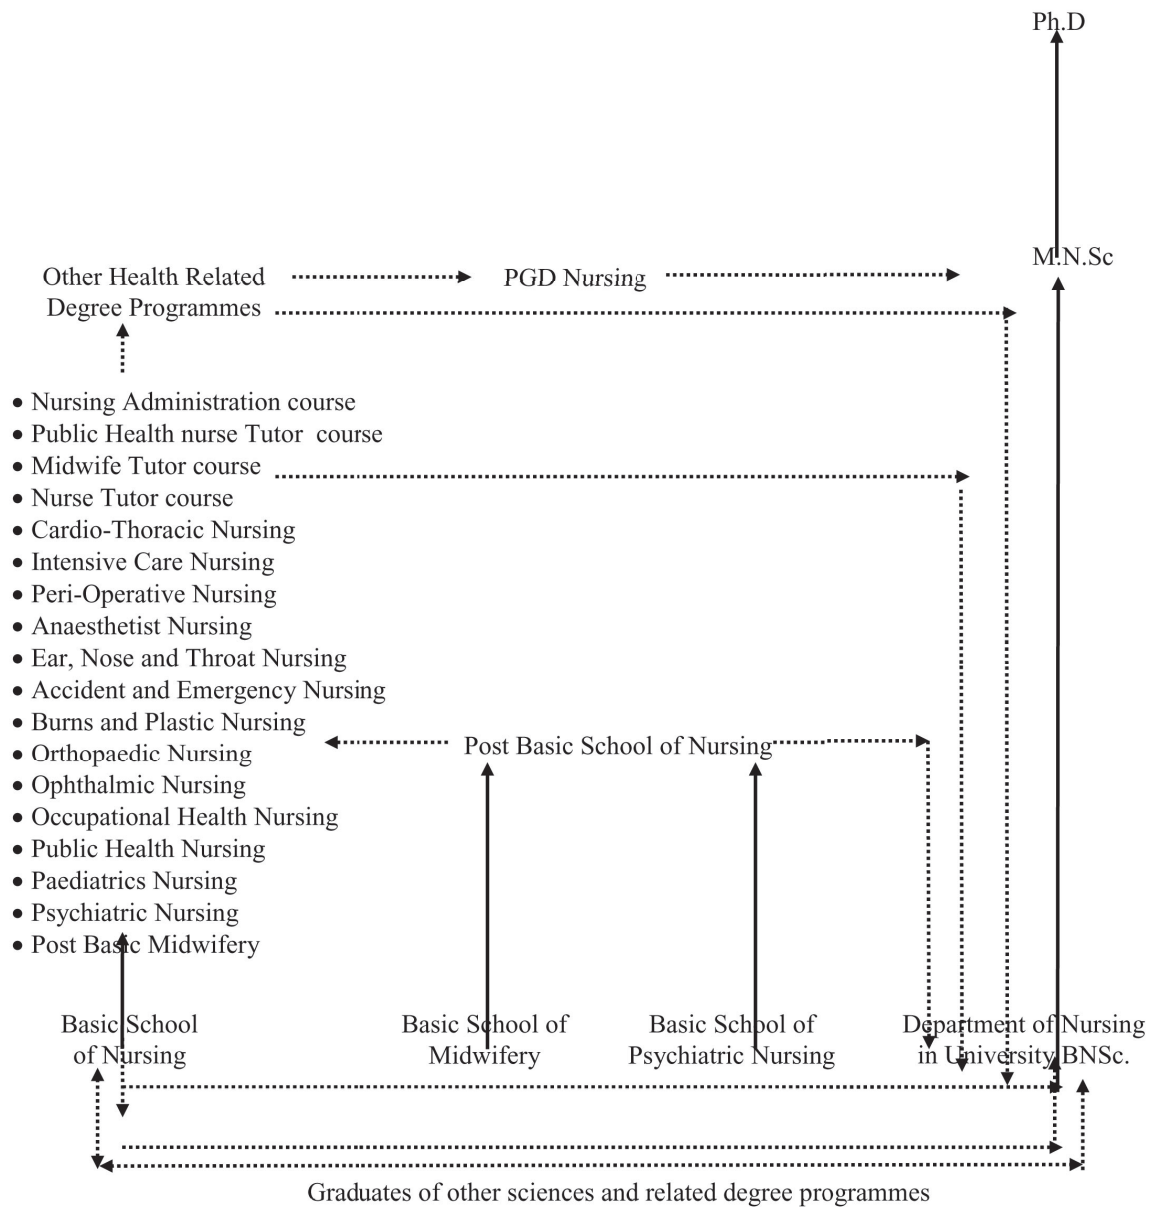 Ph.D
M.N.Sc
Other Health Related
Degree Programmes
PGD Nursing
• Nursing Administration course
• Public Health nurse Tutor course
• Midwife Tutor course
• Nurse Tutor course
• Cardio-Thoracic Nursing
• Intensive Care Nursing
• Peri-Operative Nursing
• Anaesthetist Nursing
• Ear, Nose and Throat Nursing
• Accident and Emergency Nursing
• Burns and Plastic Nursing
• Orthopaedic Nursing
• Ophthalmic Nursing
• Occupational Health Nursing
• Public Health Nursing
• Paediatrics Nursing
• Psychiatric Nursing
• Post Basic Midwifery
Post Basic School of Nursing
Basic School
of Nursing
Basic School of
Midwifery
Basic School of
Psychiatric Nursing
Department of Nursing
in University BNSc.
Graduates of other sciences and related degree programmes